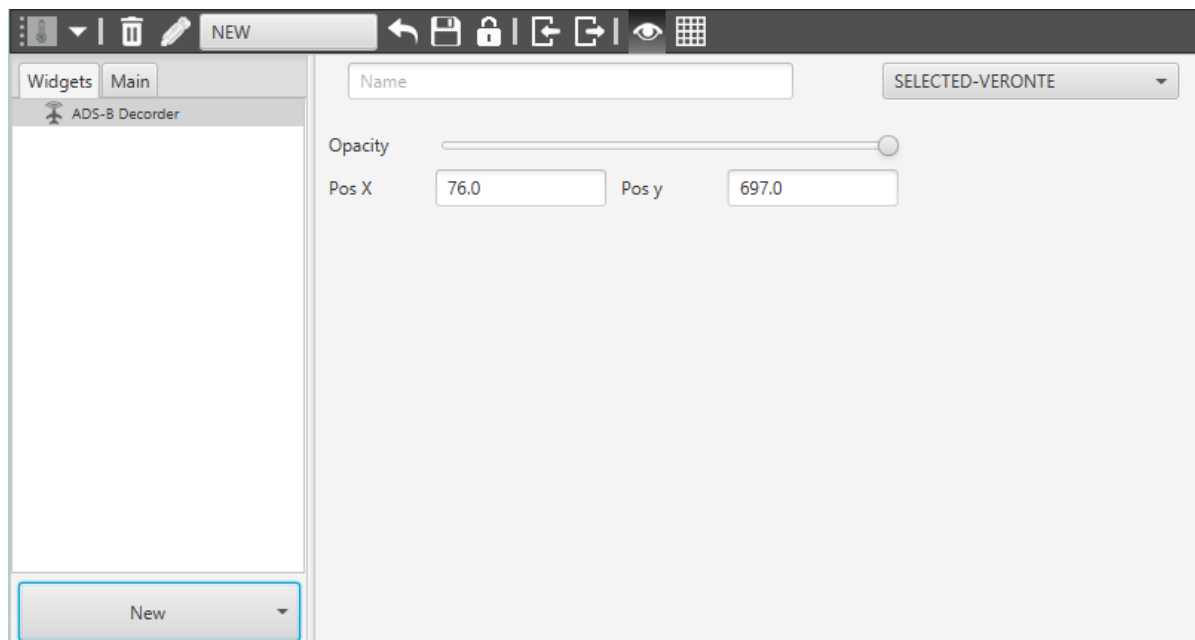 NEW
Widgets Main
ADS-B Decorder
Name SELECTED-VERONTE
Opacity
Pos X 76.0 Pos y 697.0
New